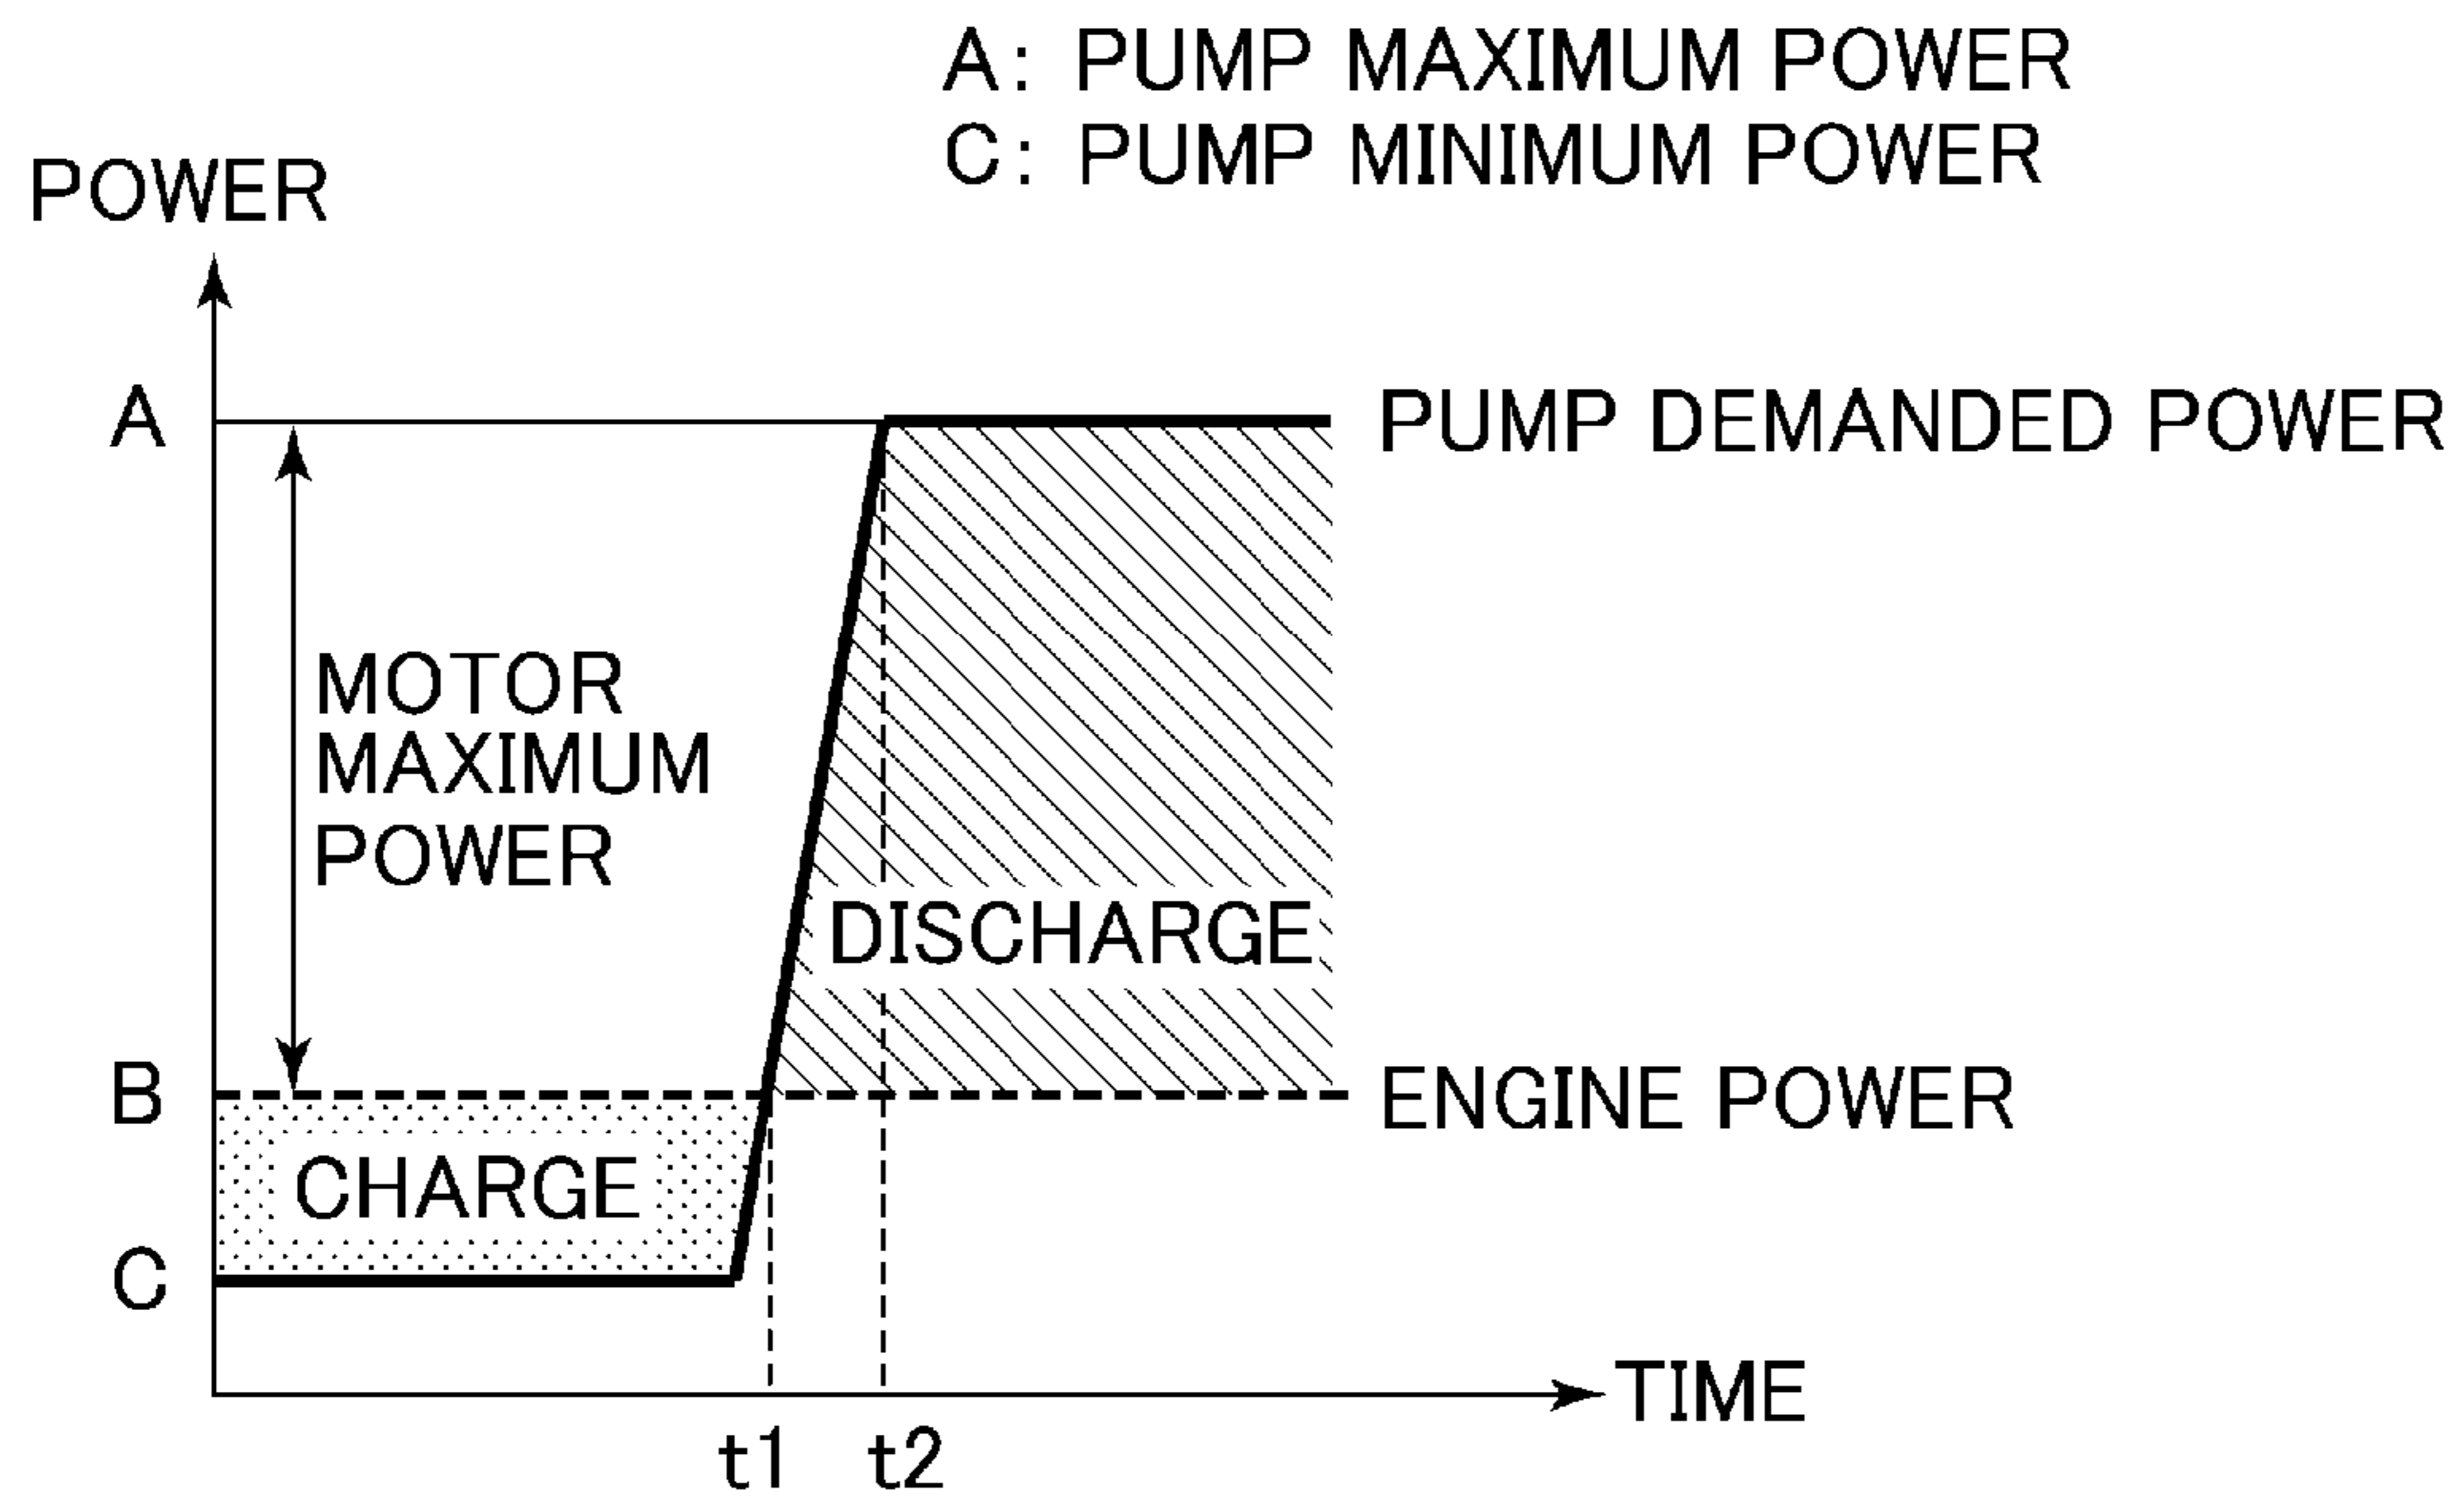 A: PUMP MAXIMUM POWER
C: PUMP MINIMUM POWER
POWER
A
PUMP DEMANDED POWER
MOTOR
MAXIMUM
POWER
DISCHARGE
B
ENGINE POWER
CHARGE
C
TIME
t1
t2